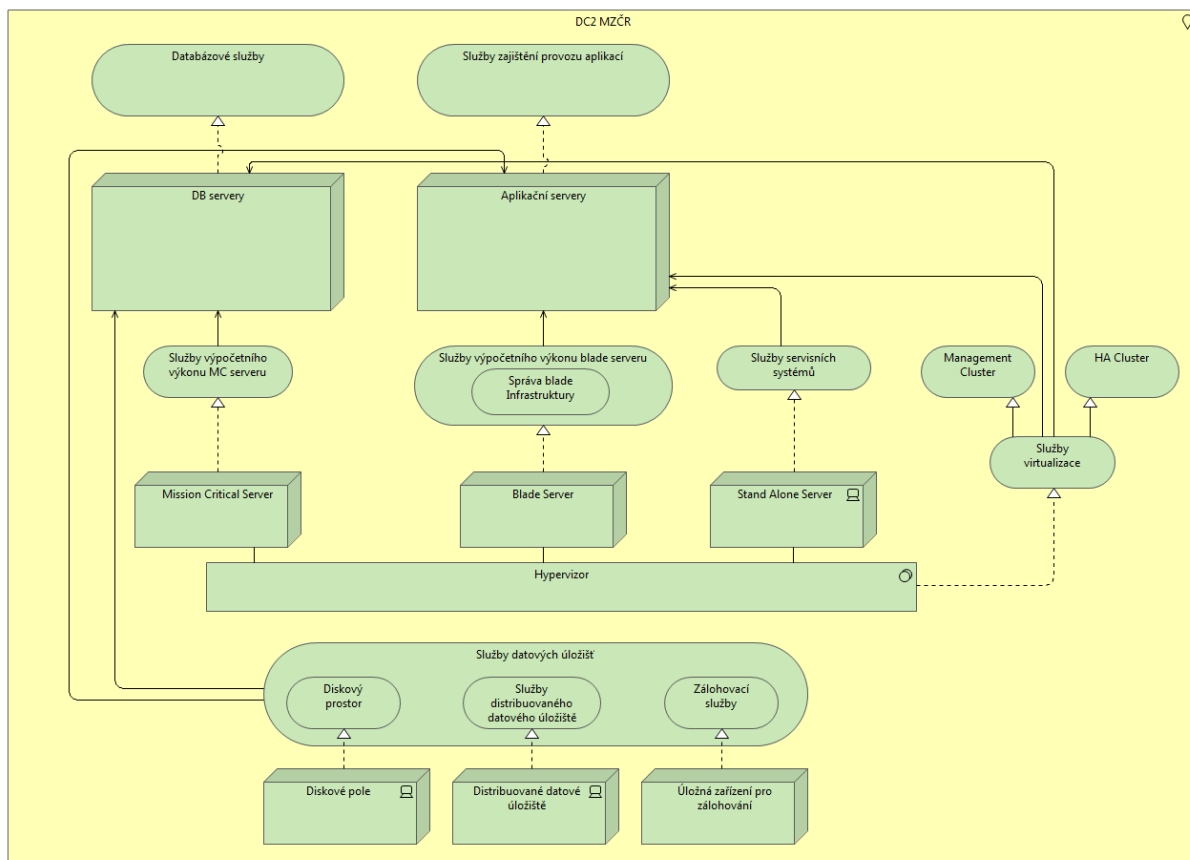 DC2 MZČR
Databázové služby
Služby zajištění provozu aplikací
DB servery
Aplikační servery
Služby výpočetního
výkonu MC serveru
Služby výpočetního výkonu blade serveru
Správa blade
Infrastruktury
Služby servisních
systémů
Management
Cluster
HA Cluster
Služby
virtualizace
Mission Critical Server
Blade Server
Stand Alone Server
Hypervizor
Služby datových úložišť
Diskový
prostor
Služby
distribuovaného
datového úložiště
Zálohovací
služby
Diskové pole
Distribuované datové
úložiště
Úložná zařízení pro
zálohování